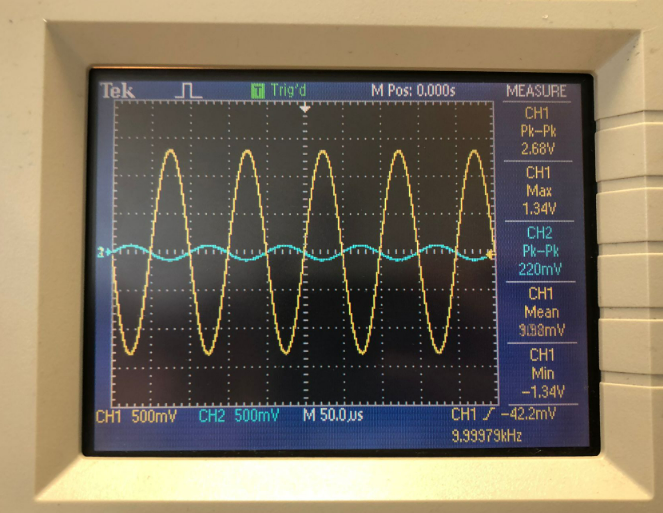 Tek T Trig'd M Pos: 0.000s MEASURE
CH1
Pk-Pk
2.68V
CH1
Max
1.34V
2
CH2
Pk-Pk
220mV
CH1
Mean
CH1
Min
-1.34V
CH1 500mV CH2 500mV M 50.0µs CH1 -42.2mV
9.99979kHz